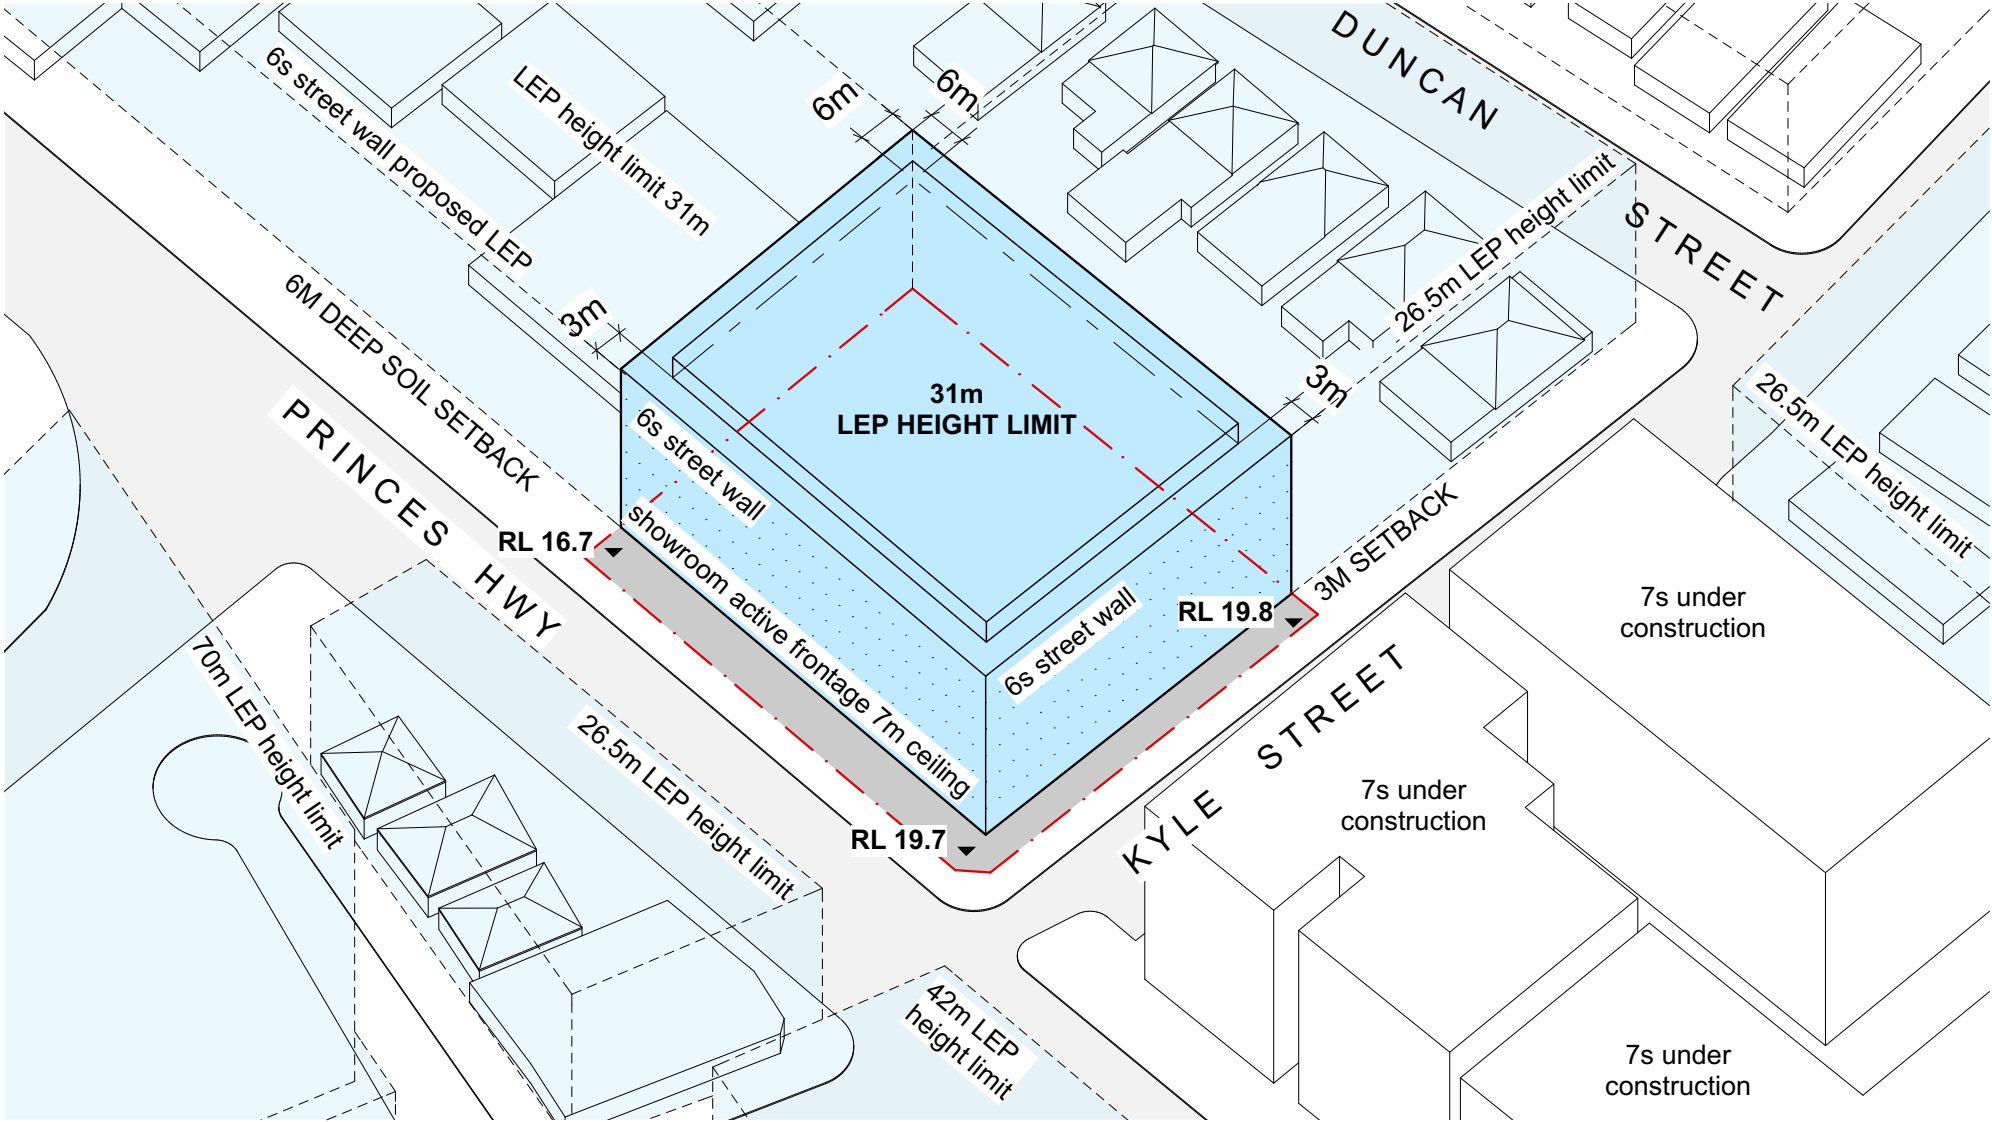 DUNCAN
STREET
6s street wall proposed LEP
LEP height limit 31m
6m
6m
26.5m LEP height limit
6M DEEP SOIL SETBACK
3m
3m
31m
LEP HEIGHT LIMIT
26.5m LEP height limit
PRINCES
HWY
6s street wall
showroom active frontage 7m ceiling
RL 16.7
6s street wall
RL 19.8
3M SETBACK
7s under
construction
70m LEP height limit
26.5m LEP height limit
RL 19.7
KYLE STREET
7s under
construction
42m LEP
height limit
7s under
construction